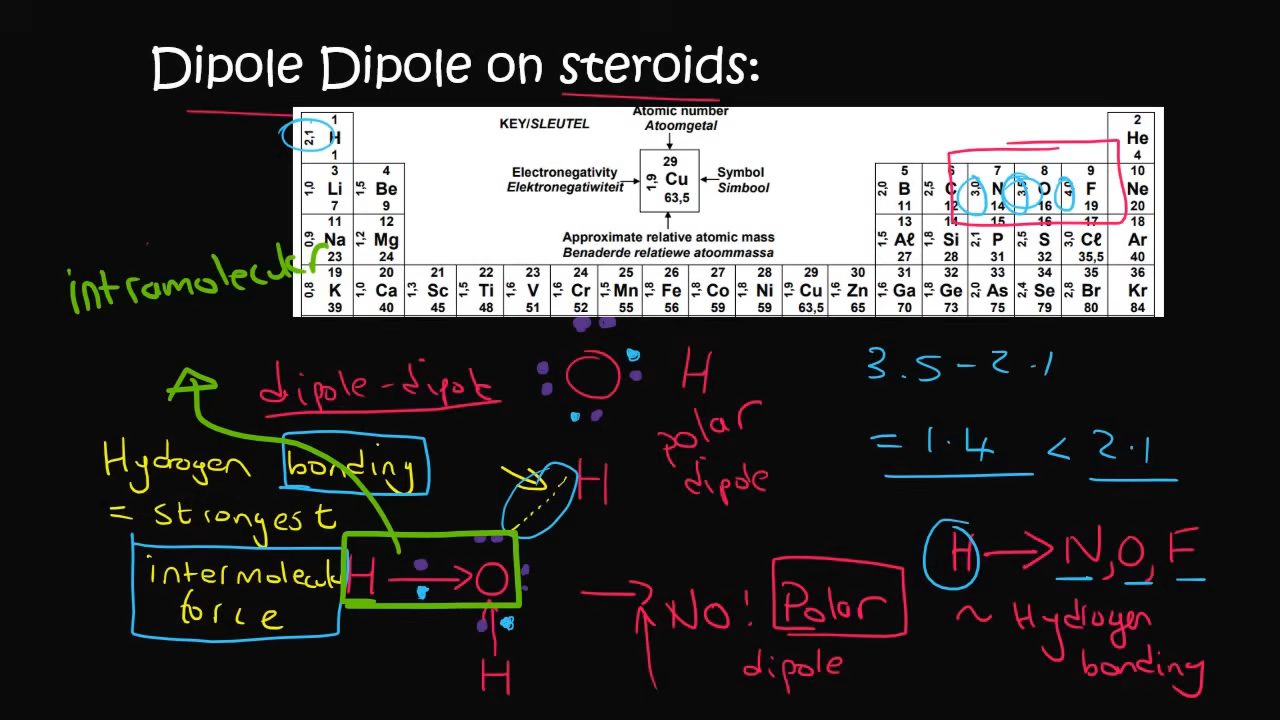 Dipole Dipole on steroids:
KEY/SLEUTEL
Atomic number
Atoomgetal
Electronegativity
Elektronegatiwiteit
29
1,9 Cu
63,5
Symbol
Simbool
Approximate relative atomic mass
Benaderde relatiewe atoommassa
1 2
2,1 H He
1 4
3 4 5 6 7 8 9 10
1,0 Li 1,5 Be 2,0 B 2,5 C 3,0 N 3,5 O 4,0 F Ne
7 9 11 12 14 16 19 20
11 12 13 14 15 16 17 18
0,9 Na 1,2 Mg 1,5 Aℓ 1,8 Si 2,1 P 2,5 S 3,0 Cℓ Ar
23 24 27 28 31 32 35,5 40
19 20 21 22 23 24 25 26 27 28 29 30 31 32 33 34 35 36
0,8 K 1,0 Ca 1,3 Sc 1,5 Ti 1,6 V 1,6 Cr 1,5 Mn 1,8 Fe 1,8 Co 1,8 Ni 1,9 Cu 1,6 Zn 1,6 Ga 1,8 Ge 2,0 As 2,4 Se 2,8 Br Kr
39 40 45 48 51 52 55 56 59 59 63,5 65 70 73 75 79 80 84
intramolecular
dipole-dipole
O H
H
polar
dipole
3.5 - 2.1
= 1.4 < 2.1
Hydrogen bonding
= strongest
intermolecul
force
H → O
H
→ NO! Polar
dipole
H → N, O, F
~ Hydrogen
bonding